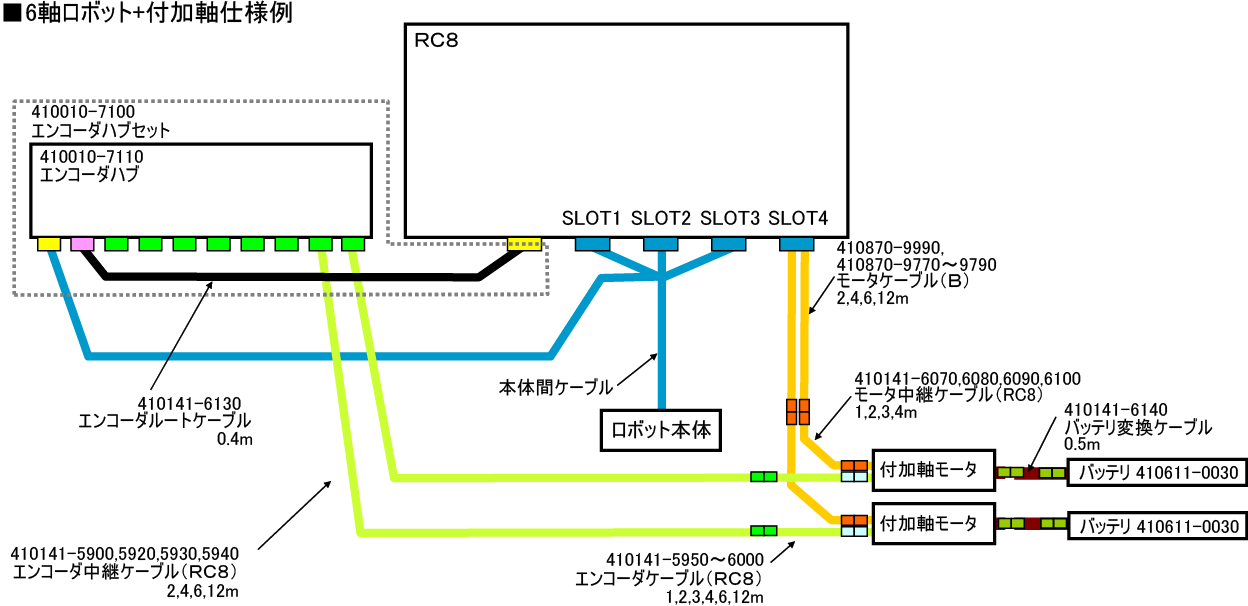 ■6軸ロボット+付加軸仕様例
RC8
410010-7100
エンコーダハブセット
410010-7110
エンコーダハブ
SLOT1 SLOT2 SLOT3 SLOT4
410870-9990,
410870-9770～9790
モータケーブル(B)
2,4,6,12m
本体間ケーブル
410141-6070,6080,6090,6100
モータ中継ケーブル(RC8)
1,2,3,4m
410141-6130
エンコーダルートケーブル
0.4m
410141-6140
バッテリ変換ケーブル
0.5m
ロボット本体
付加軸モータ
バッテリ 410611-0030
付加軸モータ
バッテリ 410611-0030
410141-5900,5920,5930,5940
エンコーダ中継ケーブル(RC8)
2,4,6,12m
410141-5950～6000
エンコーダケーブル(RC8)
1,2,3,4,6,12m